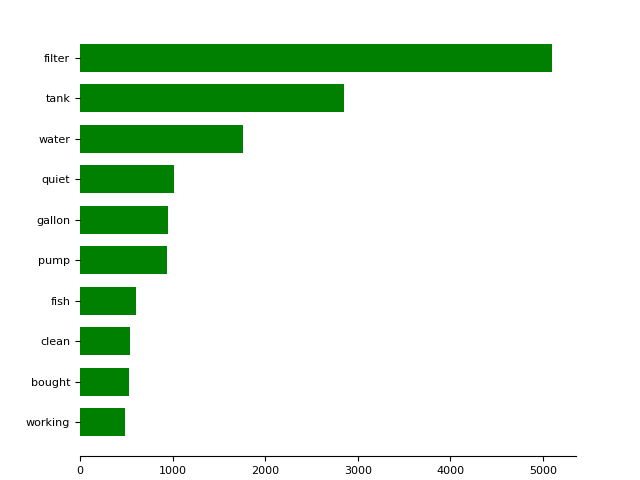 filter
tank
water
quiet
gallon
pump
fish
clean
bought
working
0 1000 2000 3000 4000 5000